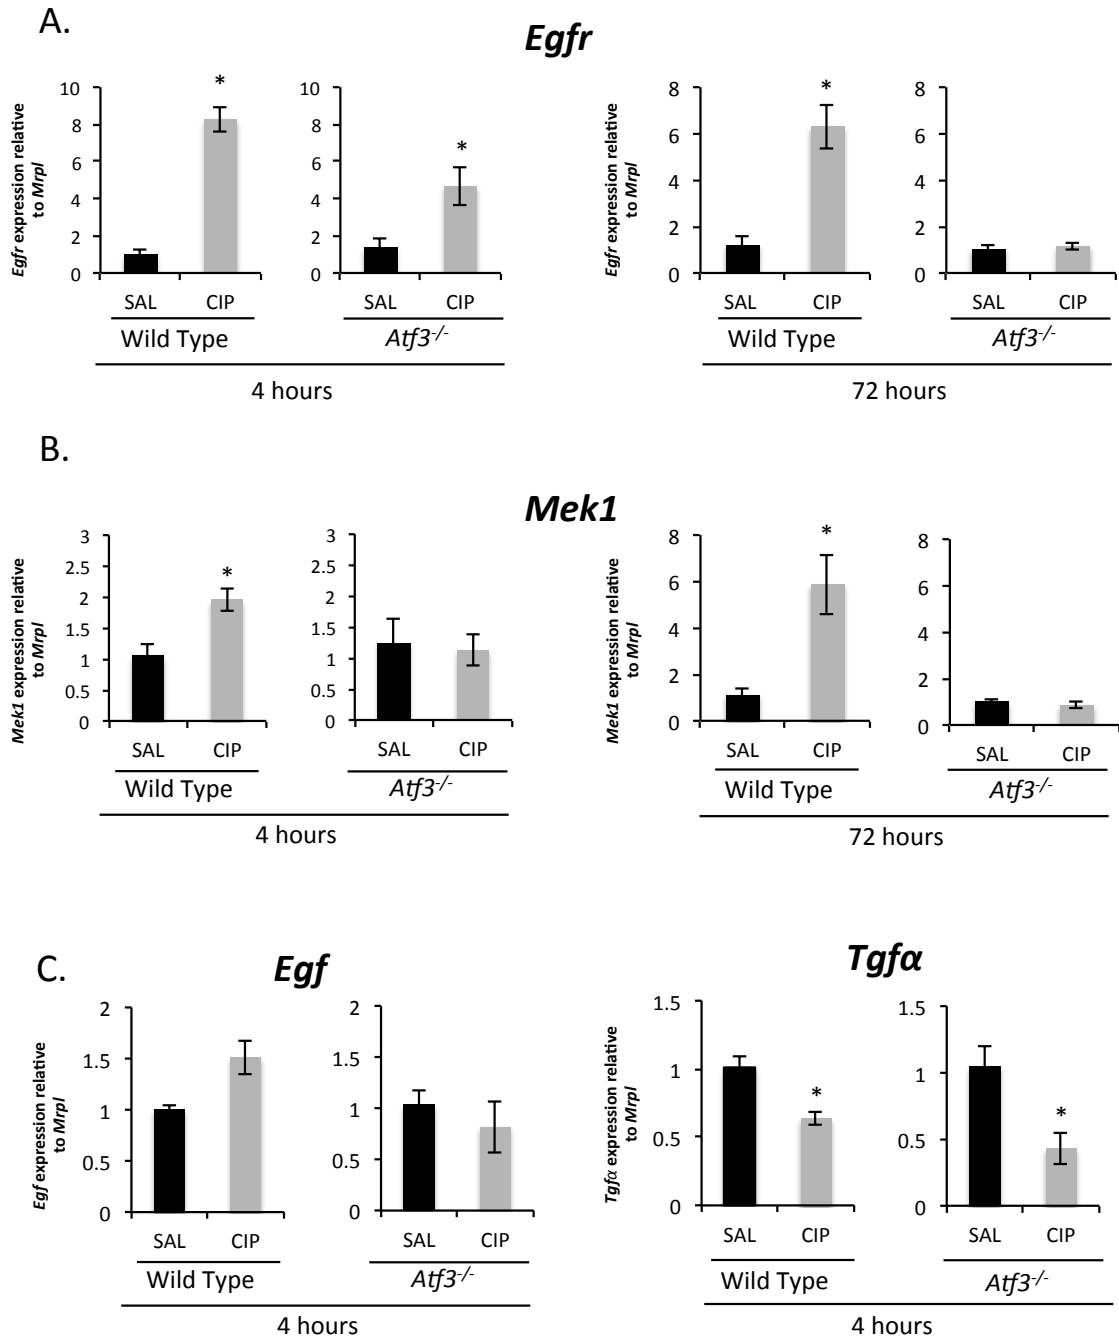 A.
Egfr
Egfr expression relative
to Mrpl
10
8
6
4
2
0
*
SAL CIP
Wild Type
10
8
6
4
2
0
*
SAL CIP
Atf3-/-
4 hours
Egfr expression relative
to Mrpl
8
6
4
2
0
*
SAL CIP
Wild Type
8
6
4
2
0
SAL CIP
Atf3-/-
72 hours
B.
Mek1
Mek1 expression relative
to Mrpl
3
2.5
2
1.5
1
0.5
0
*
SAL CIP
Wild Type
3
2.5
2
1.5
1
0.5
0
SAL CIP
Atf3-/-
4 hours
Mek1 expression relative
to Mrpl
8
6
4
2
0
*
SAL CIP
Wild Type
8
6
4
2
0
SAL CIP
Atf3-/-
72 hours
C.
Egf
Egf expression relative
to Mrpl
2
1.5
1
0.5
0
SAL CIP
Wild Type
2
1.5
1
0.5
0
SAL CIP
Atf3-/-
4 hours
Tgfα
Tgfα expression relative
to Mrpl
1.5
1
0.5
0
*
SAL CIP
Wild Type
1.5
1
0.5
0
*
SAL CIP
Atf3-/-
4 hours